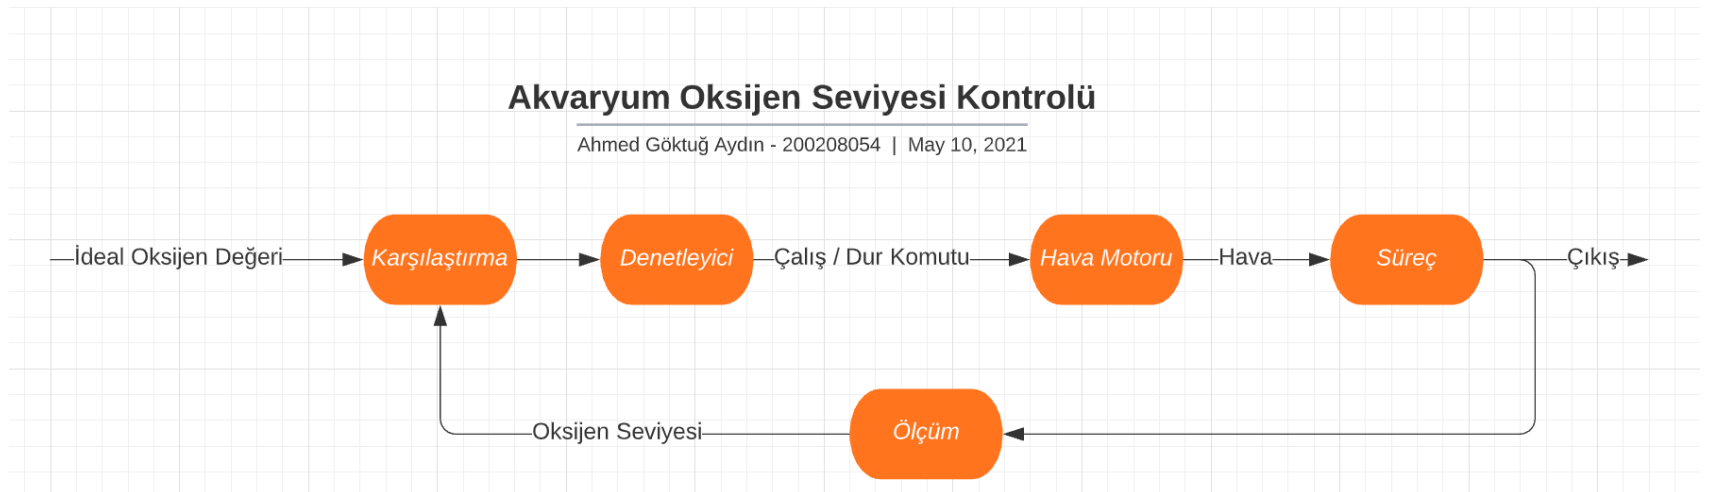 Akvaryum Oksijen Seviyesi Kontrolü
Ahmed Göktuğ Aydın - 200208054 | May 10, 2021
İdeal Oksijen Değeri
Karşılaştırma
Denetleyici
Çalış / Dur Komutu
Hava Motoru
Hava
Süreç
Çıkış
Oksijen Seviyesi
Ölçüm